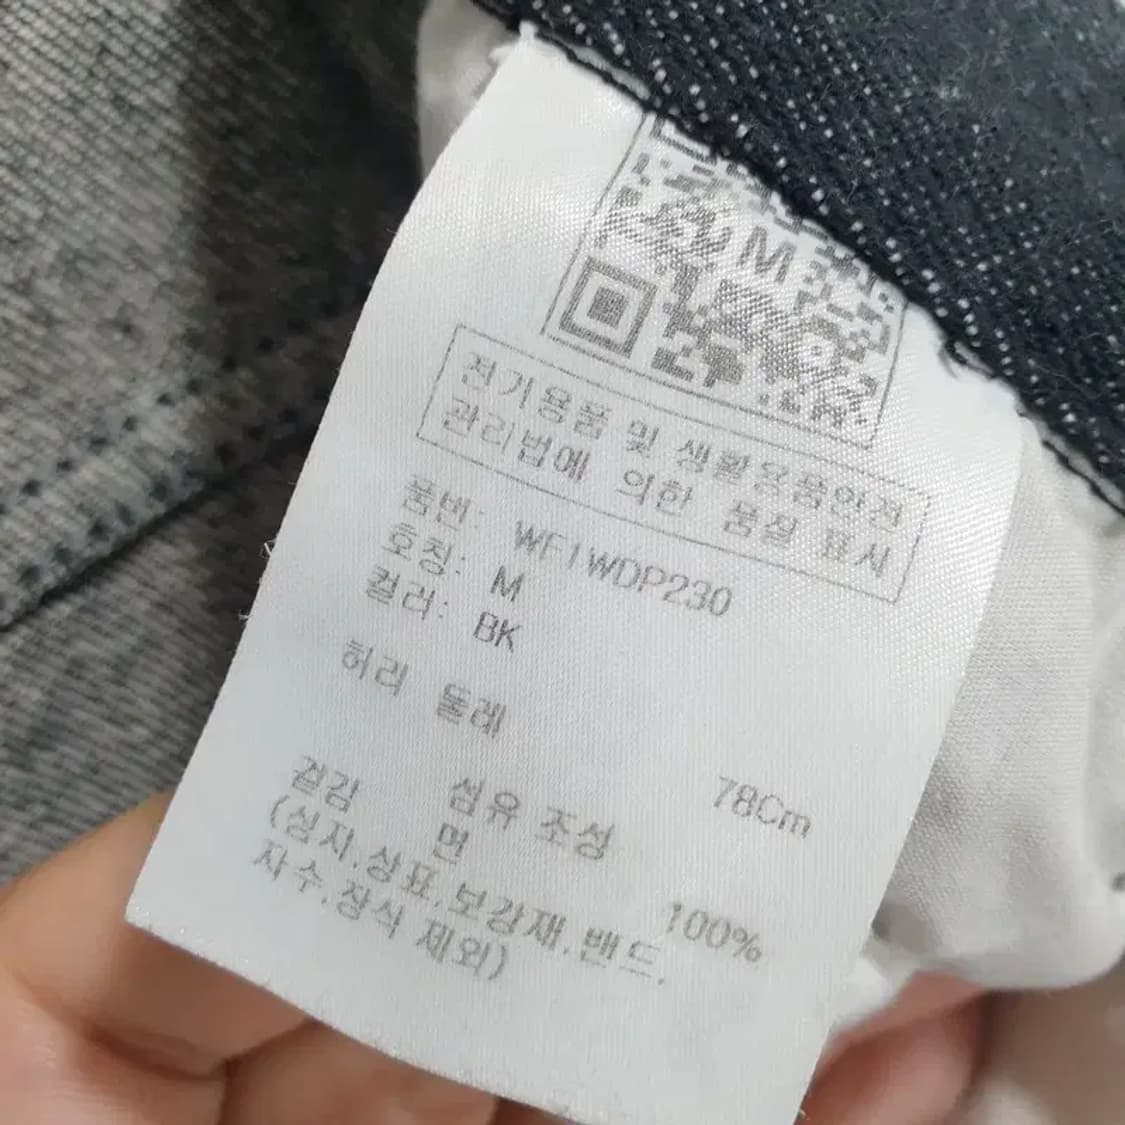 M
전기용품 및 생활용품안전
관리법에 의한 품질 표시
품번: WF1WDP230
호칭: M
컬러: BK
허리 둘레 78Cm
겉감 섬유 조성
면 100%
(심지.상표.보강재.밴드.
자수.장식 제외)